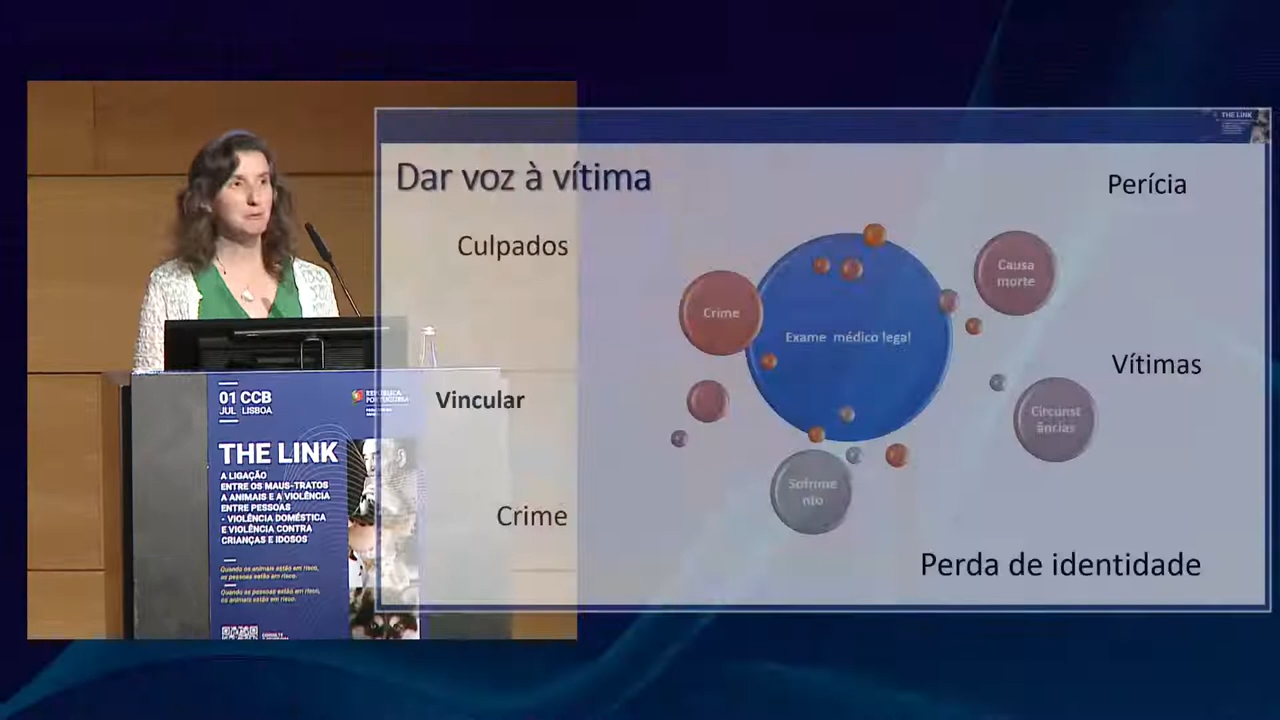 THE LINK
Dar voz à vítima
Perícia
Culpados
Causa
morte
Crime
Exame médico legal
Vítimas
Vincular
Circunst
âncias
Sofrime
nto
Crime
Perda de identidade
01 CCB
JUL LISBOA
REPÚBLICA
PORTUGUESA
THE LINK
A LIGAÇÃO
ENTRE OS MAUS-TRATOS
A ANIMAIS E A VIOLÊNCIA
ENTRE PESSOAS
- VIOLÊNCIA DOMÉSTICA
E VIOLÊNCIA CONTRA
CRIANÇAS E IDOSOS
Quando os animais estão em risco,
as pessoas estão em risco.
Quando as pessoas estão em risco,
os animais estão em risco.